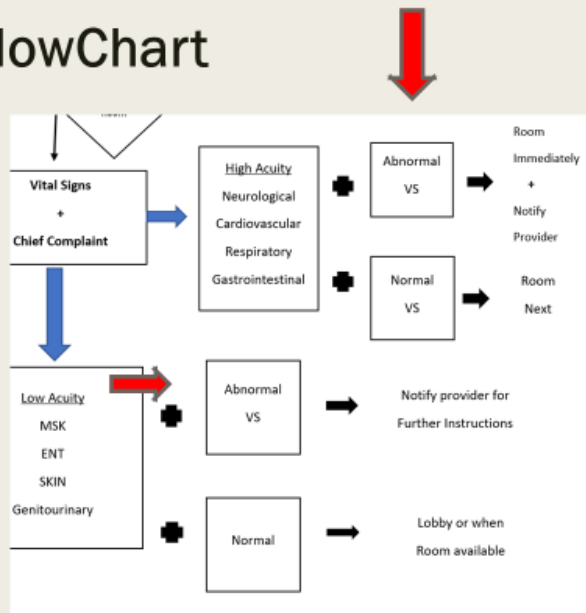 lowChart
Vital Signs
+
Chief Complaint
High Acuity
Neurological
Cardiovascular
Respiratory
Gastrointestinal
Abnormal
VS
Room
Immediately
+
Notify
Provider
Normal
VS
Room
Next
Low Acuity
MSK
ENT
SKIN
Genitourinary
Abnormal
VS
Notify provider for
Further Instructions
Normal
Lobby or when
Room available